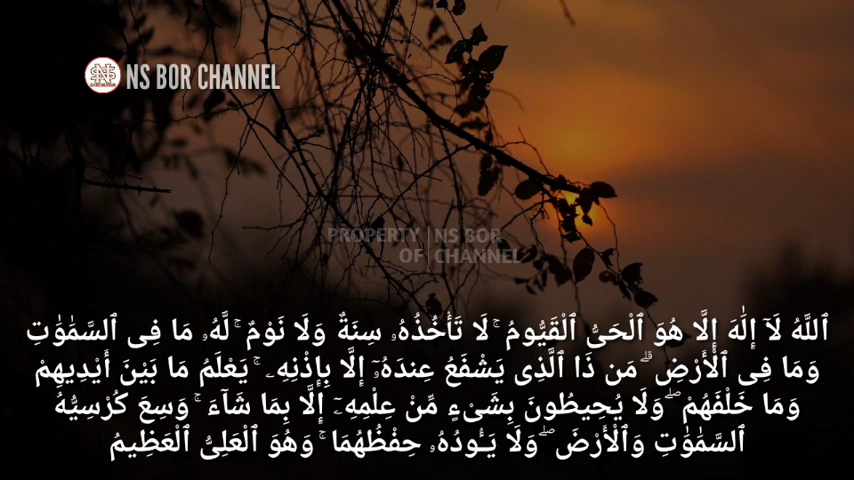 NS BOR CHANNEL
PROPERTY OF | NS BOR CHANNEL
ٱللَّهُ لَآ إِلَٰهَ إِلَّا هُوَ ٱلْحَىُّ ٱلْقَيُّومُ ۚ لَا تَأْخُذُهُۥ سِنَةٌ وَلَا نَوْمٌ ۚ لَّهُۥ مَا فِى ٱلسَّمَٰوَٰتِ
وَمَا فِى ٱلْأَرْضِ ۗ مَن ذَا ٱلَّذِى يَشْفَعُ عِندَهُۥٓ إِلَّا بِإِذْنِهِۦ ۚ يَعْلَمُ مَا بَيْنَ أَيْدِيهِمْ
وَمَا خَلْفَهُمْ ۖ وَلَا يُحِيطُونَ بِشَىْءٍ مِّنْ عِلْمِهِۦٓ إِلَّا بِمَا شَآءَ ۚ وَسِعَ كُرْسِيُّهُ
ٱلسَّمَٰوَٰتِ وَٱلْأَرْضَ ۖ وَلَا يَـُٔودُهُۥ حِفْظُهُمَا ۚ وَهُوَ ٱلْعَلِىُّ ٱلْعَظِيمُ